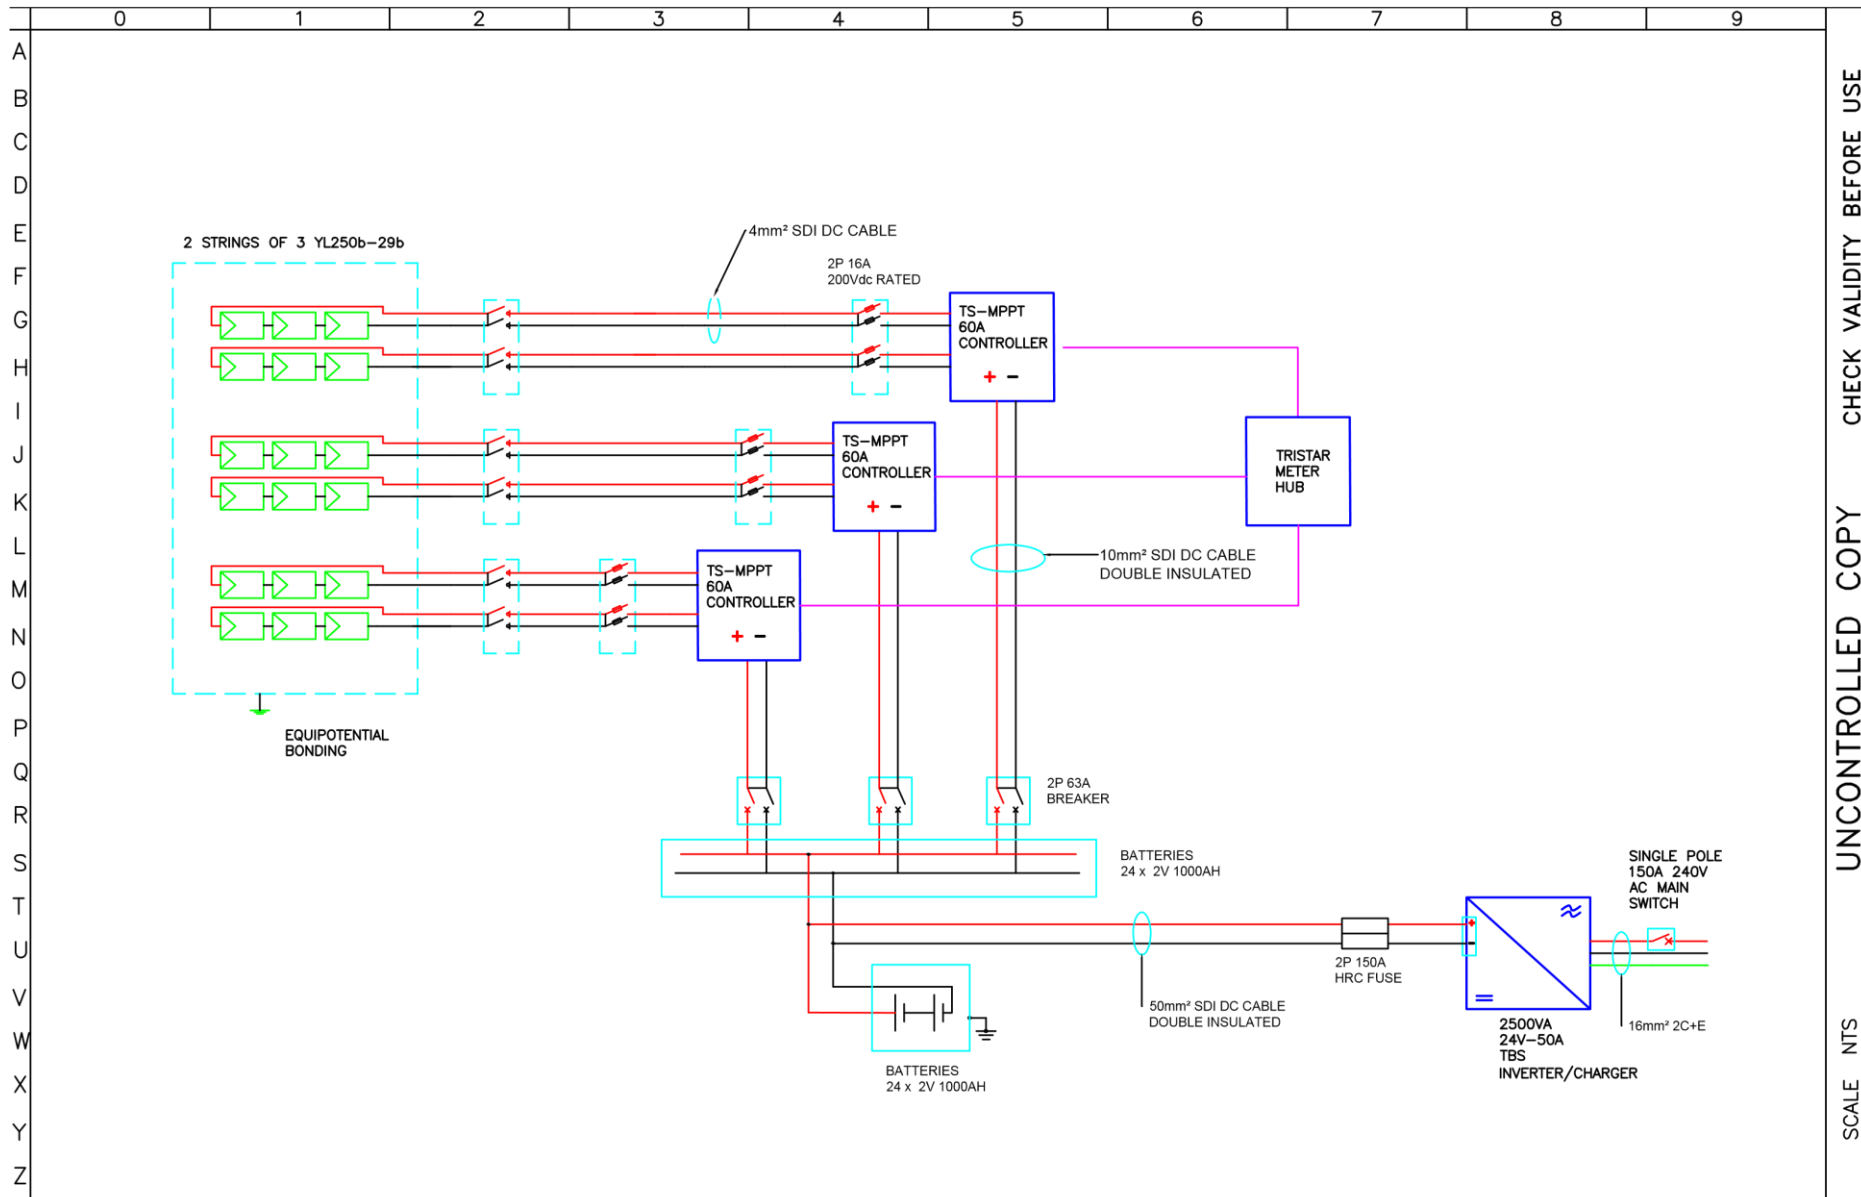 0 1 2 3 4 5 6 7 8 9
A
B
C
D
E
F
G
H
I
J
K
L
M
N
O
P
Q
R
S
T
U
V
W
X
Y
Z
2 STRINGS OF 3 YL250b-29b
4mm² SDI DC CABLE
2P 16A
200Vdc RATED
TS-MPPT
60A
CONTROLLER
+ -
TS-MPPT
60A
CONTROLLER
+ -
TS-MPPT
60A
CONTROLLER
+ -
TRISTAR
METER
HUB
10mm² SDI DC CABLE
DOUBLE INSULATED
EQUIPOTENTIAL
BONDING
2P 63A
BREAKER
BATTERIES
24 x 2V 1000AH
SINGLE POLE
150A 240V
AC MAIN
SWITCH
+
-
2P 150A
HRC FUSE
50mm² SDI DC CABLE
DOUBLE INSULATED
BATTERIES
24 x 2V 1000AH
2500VA
24V-50A
TBS
INVERTER/CHARGER
16mm² 2C+E
CHECK VALIDITY BEFORE USE
UNCONTROLLED COPY
SCALE NTS